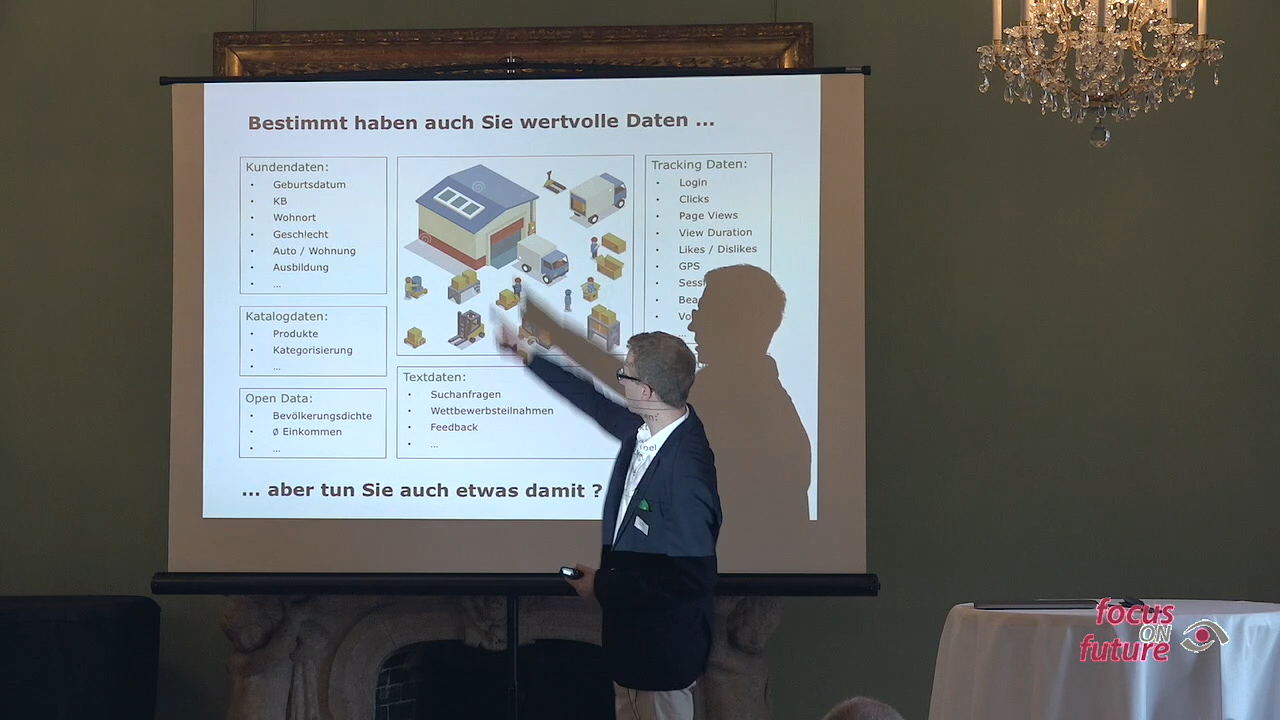 Bestimmt haben auch Sie wertvolle Daten ...
Kundendaten:
• Geburtsdatum
• KB
• Wohnort
• Geschlecht
• Auto / Wohnung
• Ausbildung
• ...
Katalogdaten:
• Produkte
• Kategorisierung
• ...
Open Data:
• Bevölkerungsdichte
• ø Einkommen
• ...
Textdaten:
• Suchanfragen
• Wettbewerbsteilnahmen
• Feedback
• ...
Tracking Daten:
• Login
• Clicks
• Page Views
• View Duration
• Likes / Dislikes
• GPS
...
... aber tun Sie auch etwas damit ?
focus
ON
future